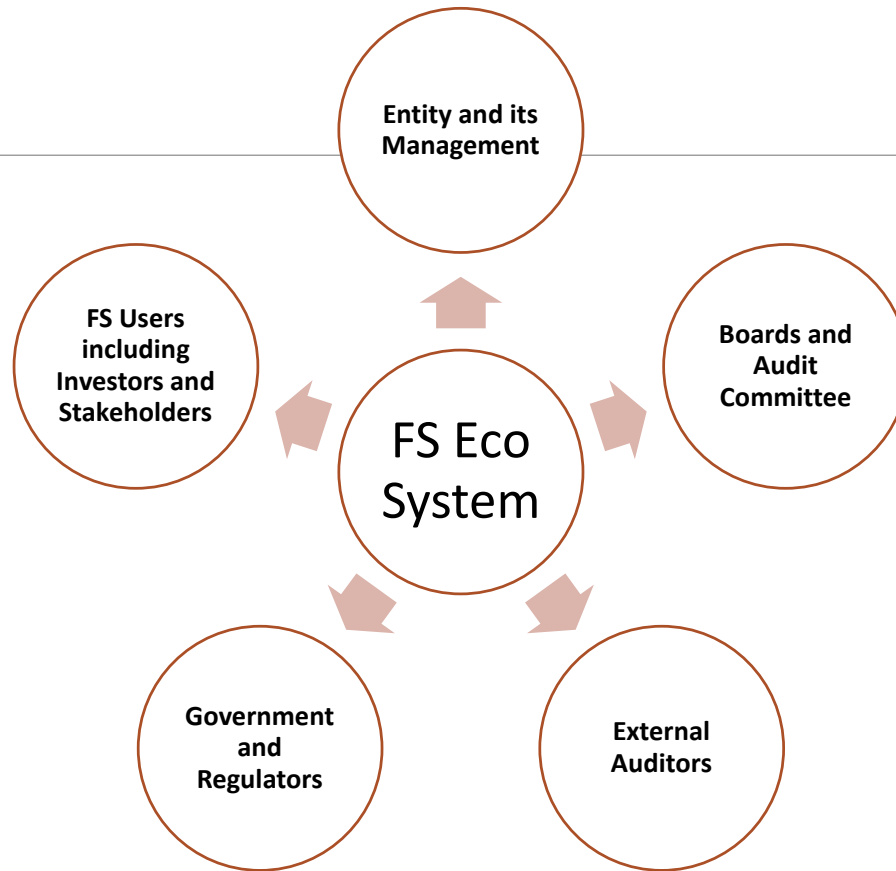 Entity and its
Management
FS Users
including
Investors and
Stakeholders
Boards and
Audit
Committee
FS Eco
System
Government
and
Regulators
External
Auditors